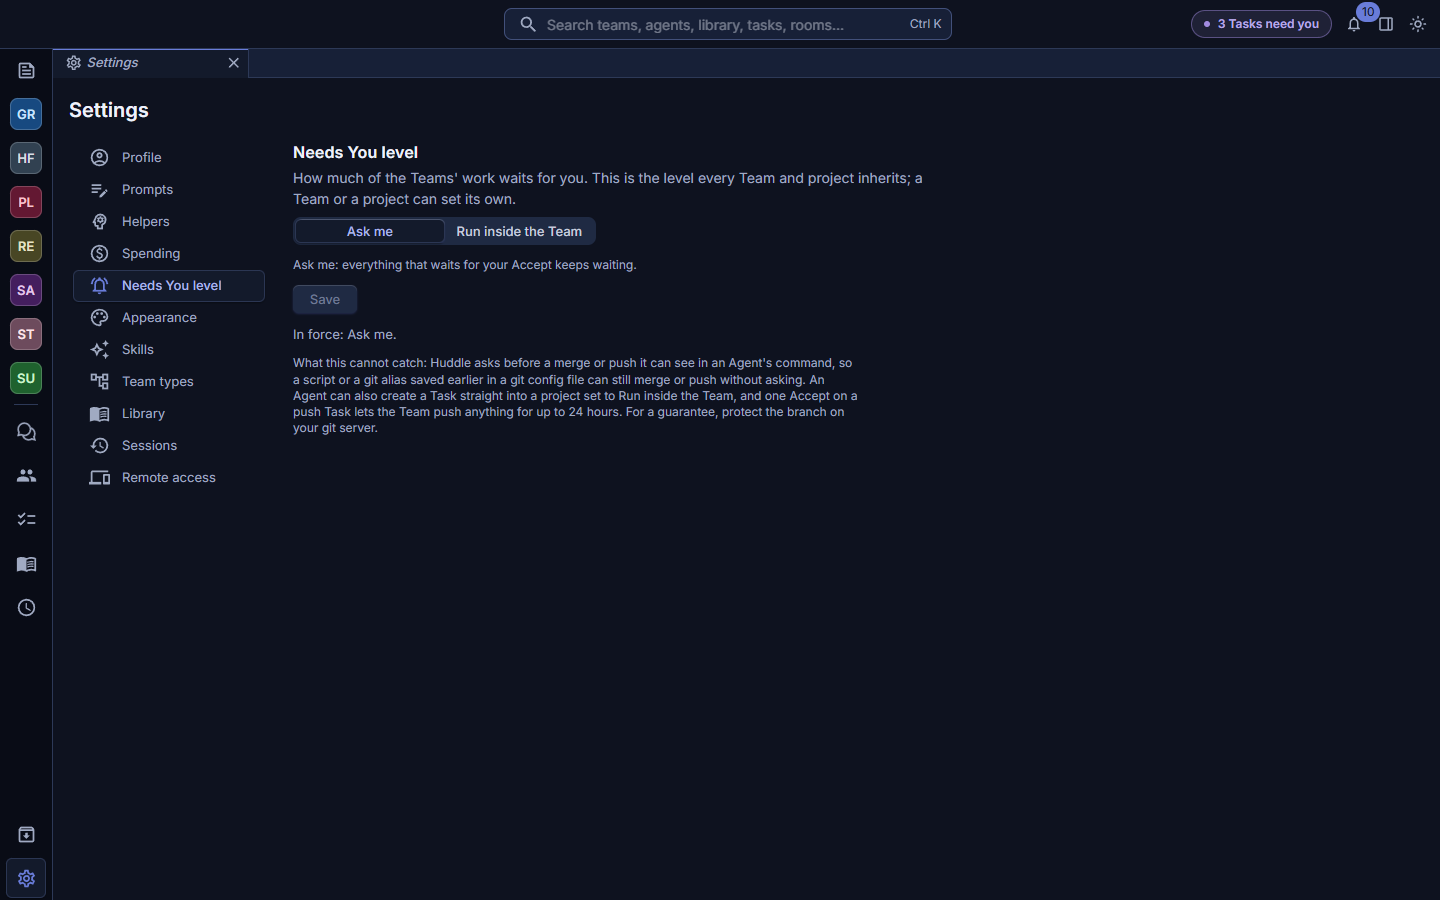 Search teams, agents, library, tasks, rooms... Ctrl K
3 Tasks need you
10
Settings
GR
HF
PL
RE
SA
ST
SU
Settings
Profile
Prompts
Helpers
Spending
Needs You level
Appearance
Skills
Team types
Library
Sessions
Remote access
Needs You level
How much of the Teams' work waits for you. This is the level every Team and project inherits; a
Team or a project can set its own.
Ask me Run inside the Team
Ask me: everything that waits for your Accept keeps waiting.
Save
In force: Ask me.
What this cannot catch: Huddle asks before a merge or push it can see in an Agent's command, so
a script or a git alias saved earlier in a git config file can still merge or push without asking. An
Agent can also create a Task straight into a project set to Run inside the Team, and one Accept on a
push Task lets the Team push anything for up to 24 hours. For a guarantee, protect the branch on
your git server.